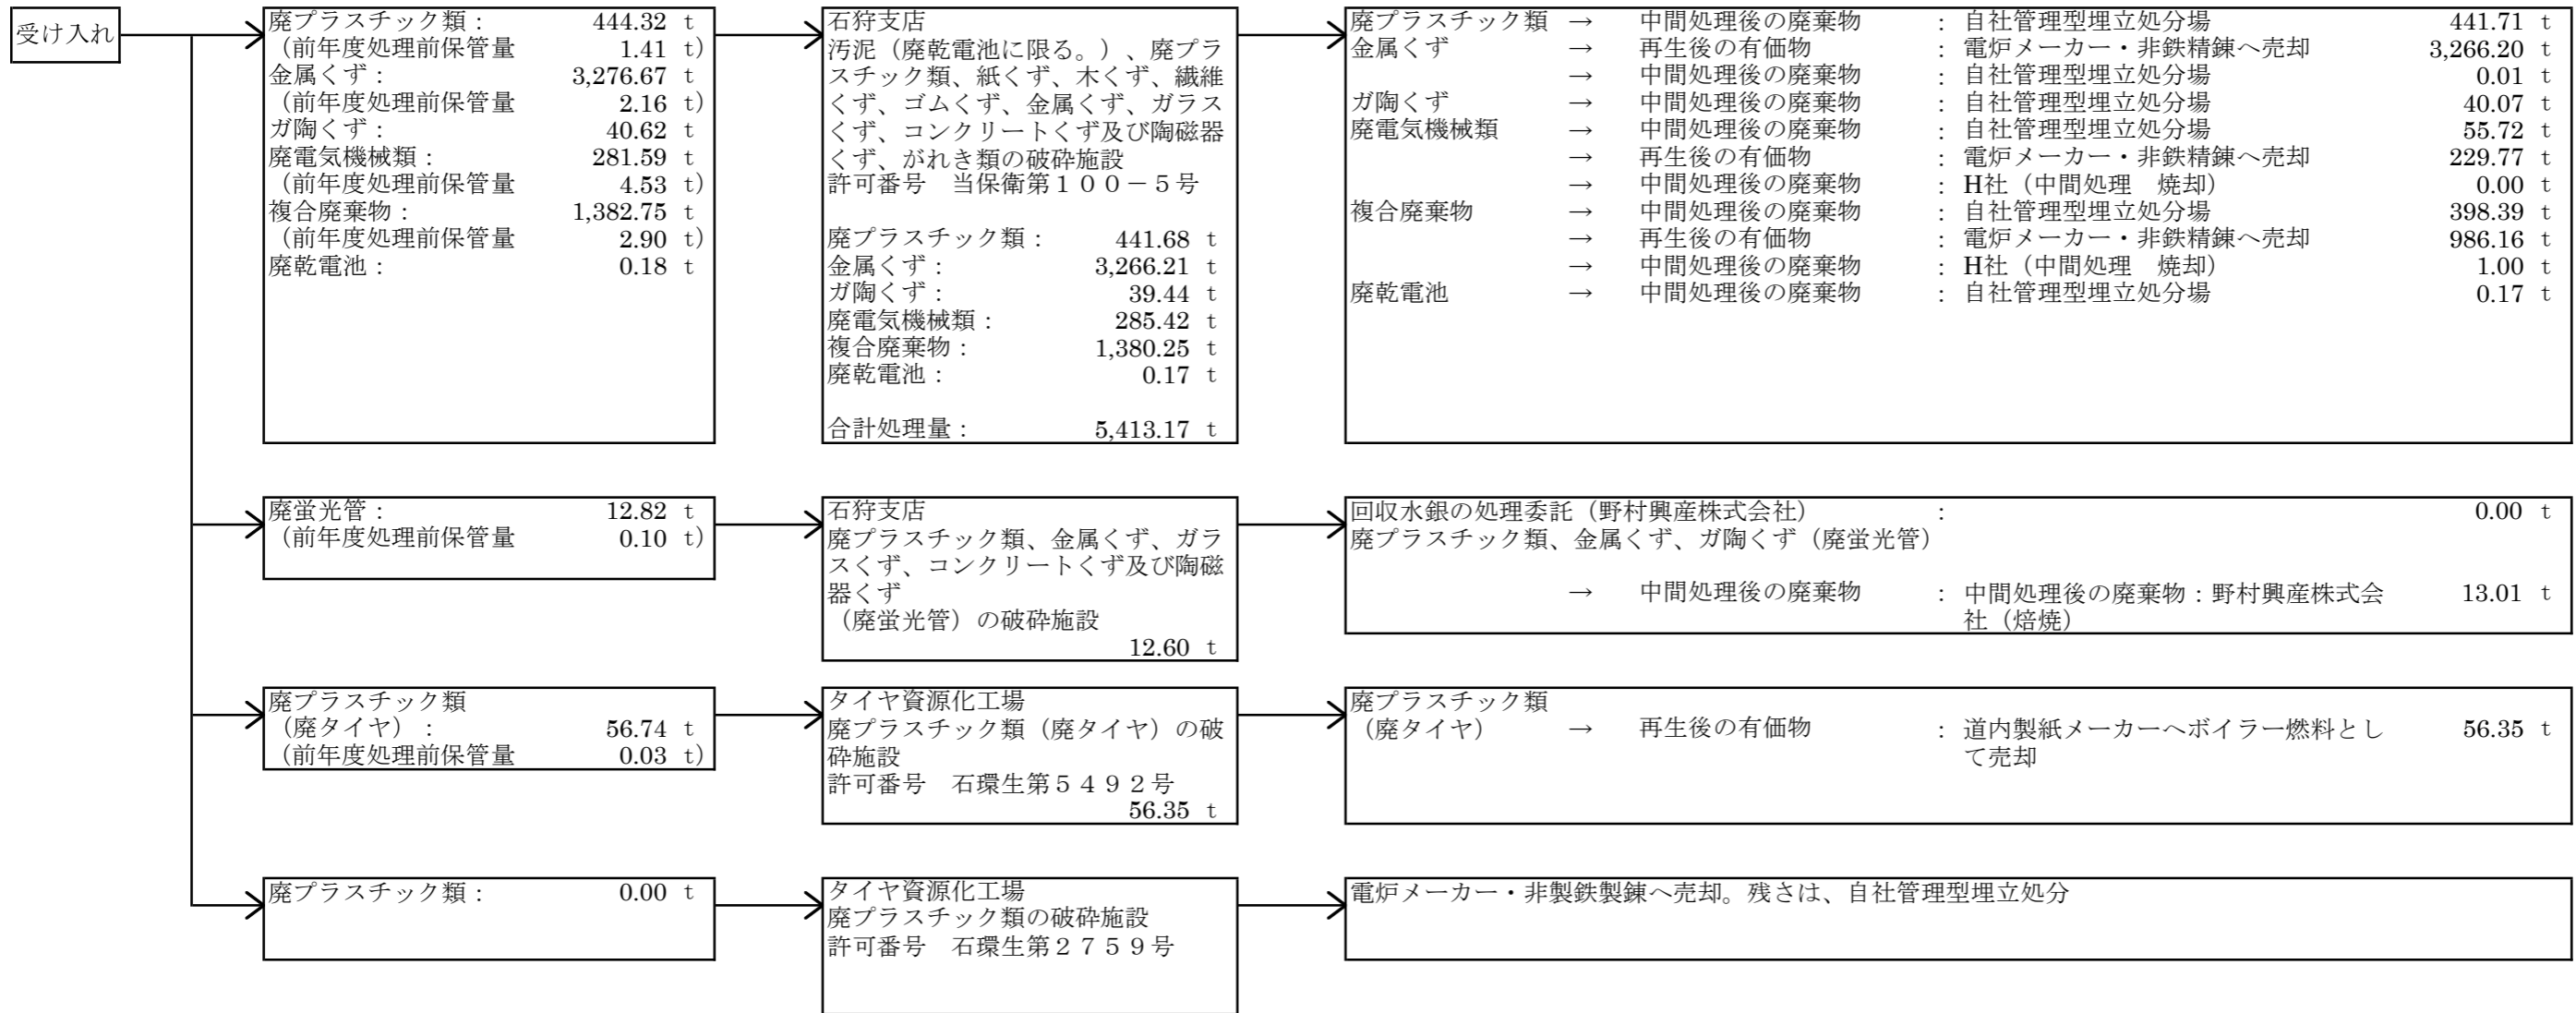 受け入れ
廃プラスチック類： 444.32 t
（前年度処理前保管量 1.41 t）
金属くず： 3,276.67 t
（前年度処理前保管量 2.16 t）
ガ陶くず： 40.62 t
廃電気機械類： 281.59 t
（前年度処理前保管量 4.53 t）
複合廃棄物： 1,382.75 t
（前年度処理前保管量 2.90 t）
廃乾電池： 0.18 t
石狩支店
汚泥（廃乾電池に限る。）、廃プラ
スチック類、紙くず、木くず、繊維
くず、ゴムくず、金属くず、ガラス
くず、コンクリートくず及び陶磁器
くず、がれき類の破砕施設
許可番号　当保衛第１００－５号
廃プラスチック類： 441.68 t
金属くず： 3,266.21 t
ガ陶くず： 39.44 t
廃電気機械類： 285.42 t
複合廃棄物： 1,380.25 t
廃乾電池： 0.17 t
合計処理量： 5,413.17 t
廃プラスチック類 → 中間処理後の廃棄物 ： 自社管理型埋立処分場 441.71 t
金属くず → 再生後の有価物 ： 電炉メーカー・非鉄精錬へ売却 3,266.20 t
→ 中間処理後の廃棄物 ： 自社管理型埋立処分場 0.01 t
ガ陶くず → 中間処理後の廃棄物 ： 自社管理型埋立処分場 40.07 t
廃電気機械類 → 中間処理後の廃棄物 ： 自社管理型埋立処分場 55.72 t
→ 再生後の有価物 ： 電炉メーカー・非鉄精錬へ売却 229.77 t
→ 中間処理後の廃棄物 ： H社（中間処理　焼却） 0.00 t
複合廃棄物 → 中間処理後の廃棄物 ： 自社管理型埋立処分場 398.39 t
→ 再生後の有価物 ： 電炉メーカー・非鉄精錬へ売却 986.16 t
→ 中間処理後の廃棄物 ： H社（中間処理　焼却） 1.00 t
廃乾電池 → 中間処理後の廃棄物 ： 自社管理型埋立処分場 0.17 t
廃蛍光管： 12.82 t
（前年度処理前保管量 0.10 t）
石狩支店
廃プラスチック類、金属くず、ガラ
スくず、コンクリートくず及び陶磁
器くず
（廃蛍光管）の破砕施設
12.60 t
回収水銀の処理委託（野村興産株式会社） ： 0.00 t
廃プラスチック類、金属くず、ガ陶くず（廃蛍光管）
→ 中間処理後の廃棄物 ： 中間処理後の廃棄物：野村興産株式会 13.01 t
社（焙焼）
廃プラスチック類
（廃タイヤ）： 56.74 t
（前年度処理前保管量 0.03 t）
タイヤ資源化工場
廃プラスチック類（廃タイヤ）の破
砕施設
許可番号　石環生第５４９２号
56.35 t
廃プラスチック類
（廃タイヤ） → 再生後の有価物 ： 道内製紙メーカーへボイラー燃料とし 56.35 t
て売却
廃プラスチック類： 0.00 t
タイヤ資源化工場
廃プラスチック類の破砕施設
許可番号　石環生第２７５９号
電炉メーカー・非製鉄製錬へ売却。残さは、自社管理型埋立処分